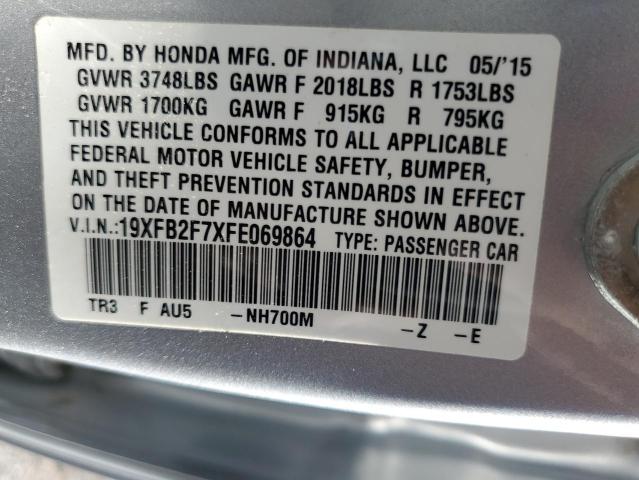 MFD. BY HONDA MFG. OF INDIANA, LLC 05/'15
GVWR 3748LBS GAWR F 2018LBS R 1753LBS
GVWR 1700KG GAWR F 915KG R 795KG
THIS VEHICLE CONFORMS TO ALL APPLICABLE
FEDERAL MOTOR VEHICLE SAFETY, BUMPER,
AND THEFT PREVENTION STANDARDS IN EFFECT
ON THE DATE OF MANUFACTURE SHOWN ABOVE.
V.I.N.:19XFB2F7XFE069864 TYPE: PASSENGER CAR
TR3 F AU5 -NH700M -Z -E